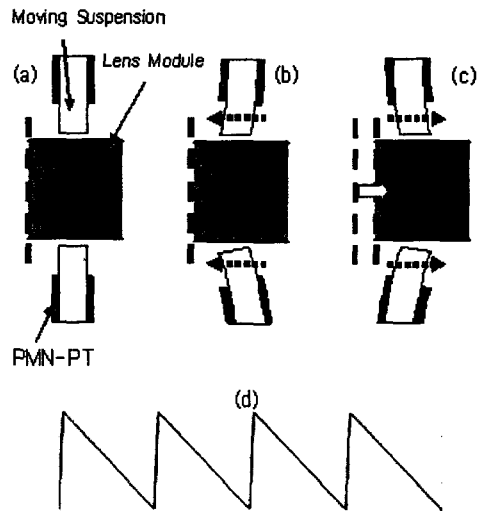 Moving Suspension
(a)
Lens Module
(b)
(c)
PMN-PT
(d)